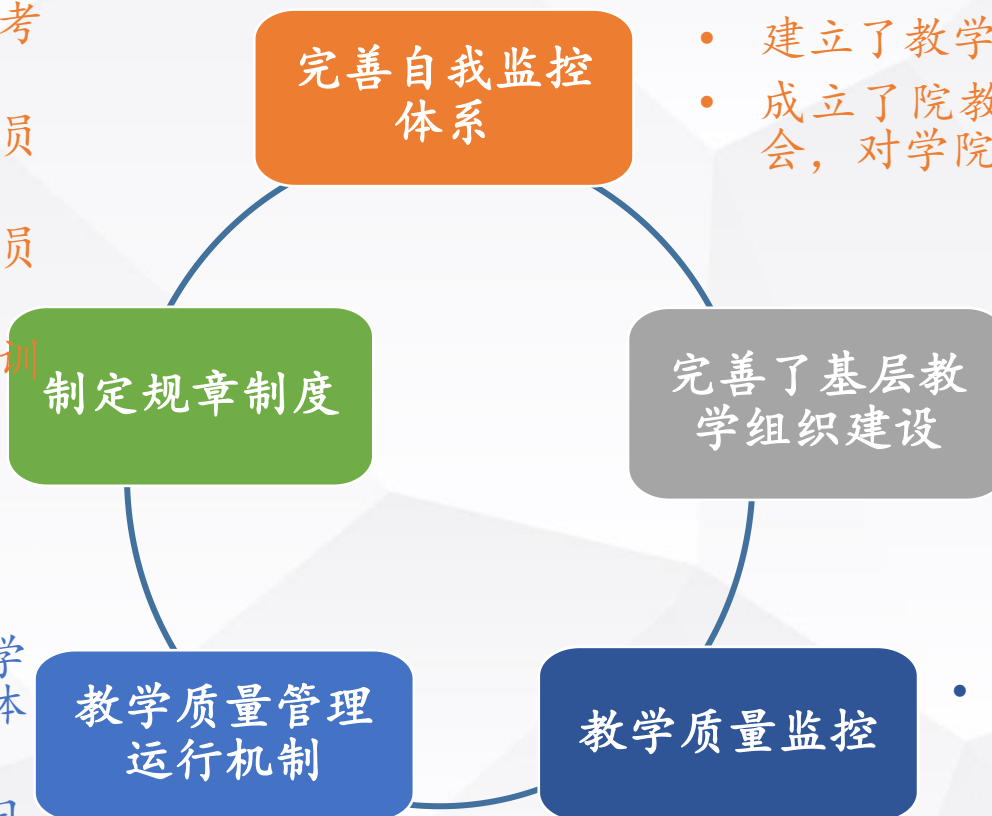 考
员
员
训
完善自我监控
体系
建立了教学
成立了院教
会，对学院
制定规章制度
完善了基层教
学组织建设
学
体
教学质量管理
运行机制
教学质量监控